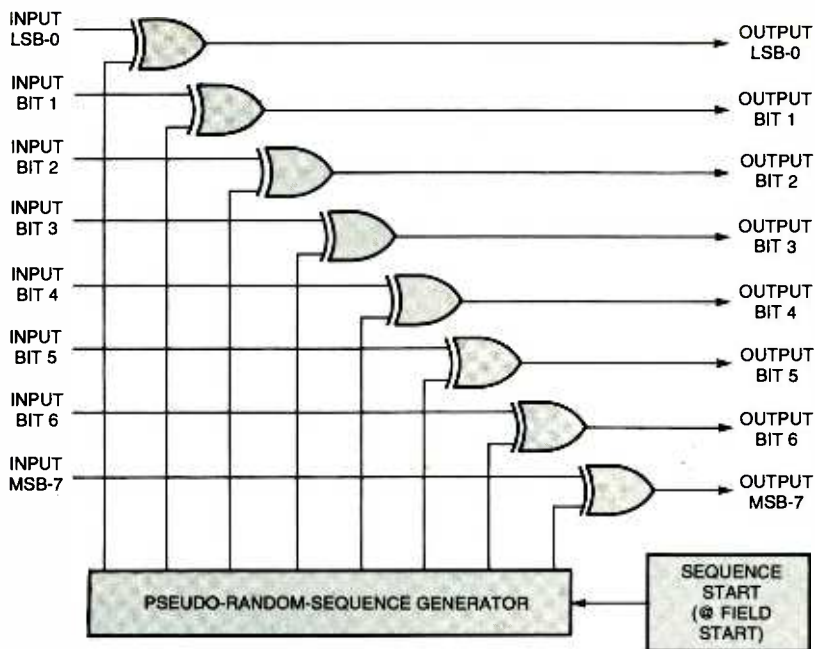 INPUT
LSB-0
OUTPUT
LSB-0
INPUT
BIT 1
OUTPUT
BIT 1
INPUT
BIT 2
OUTPUT
BIT 2
INPUT
BIT 3
OUTPUT
BIT 3
INPUT
BIT 4
OUTPUT
BIT 4
INPUT
BIT 5
OUTPUT
BIT 5
INPUT
BIT 6
OUTPUT
BIT 6
INPUT
MSB-7
OUTPUT
MSB-7
PSEUDO-RANDOM-SEQUENCE GENERATOR
SEQUENCE
START
(@ FIELD
START)